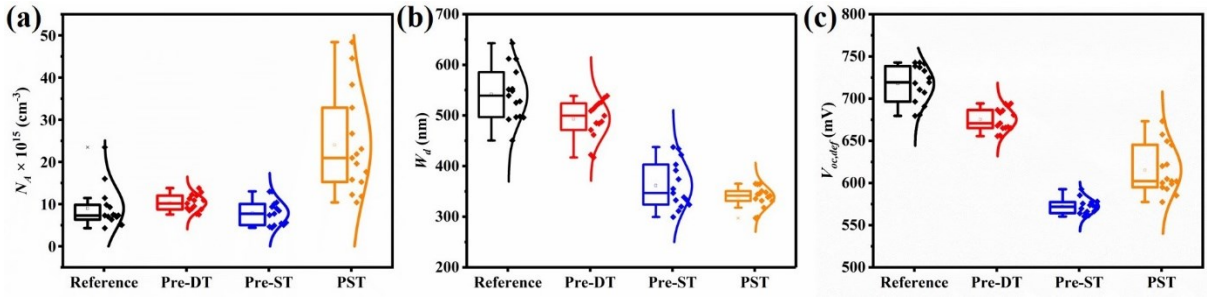 (a)
N_A × 10^15 (cm^-3)
50
40
30
20
10
0
Reference Pre-DT Pre-ST PST
(b)
W_d (nm)
700
600
500
400
300
200
Reference Pre-DT Pre-ST PST
(c)
V_oc,def (mV)
800
750
700
650
600
550
500
Reference Pre-DT Pre-ST PST